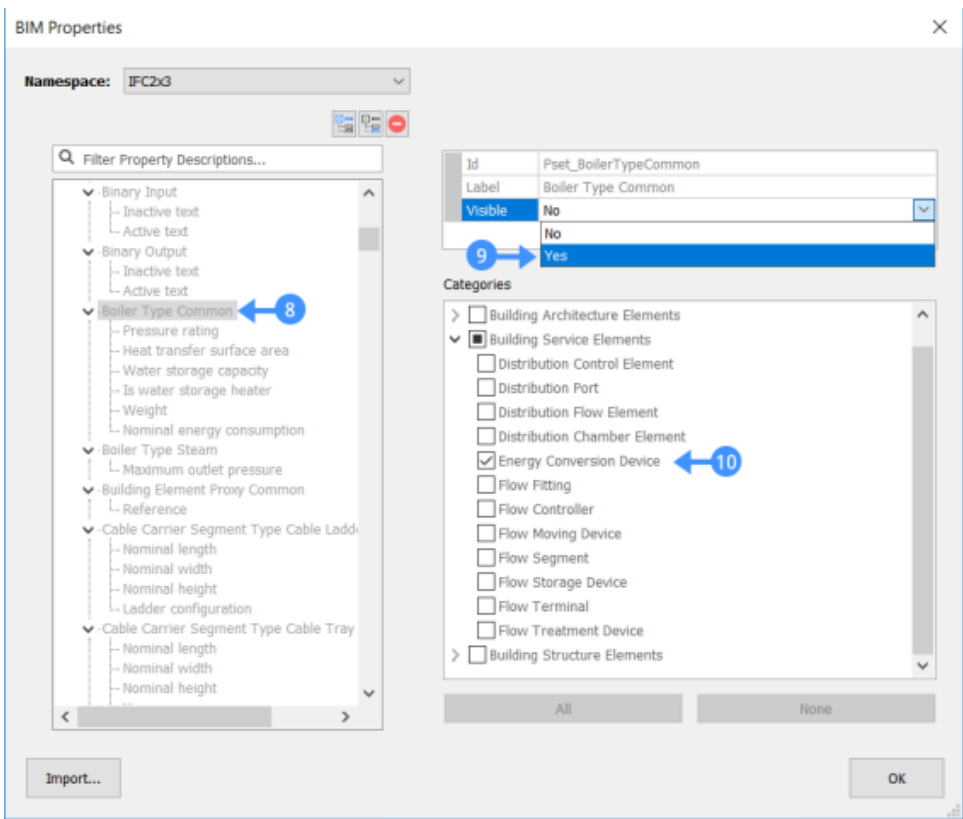 BIM Properties
Namespace: IFC2x3
Filter Property Descriptions...
Binary Input
Inactive text
Active text
Binary Output
Inactive text
Active text
Boiler Type Common
8
Pressure rating
Heat transfer surface area
Water storage capacity
Is water storage heater
Weight
Nominal energy consumption
Boiler Type Steam
Maximum outlet pressure
Building Element Proxy Common
Reference
Cable Carrier Segment Type Cable Ladd
Nominal length
Nominal width
Nominal height
Ladder configuration
Cable Carrier Segment Type Cable Tray
Nominal length
Nominal width
Nominal height
Id Pset_BoilerTypeCommon
Label Boiler Type Common
Visible No
No
9 Yes
Categories
Building Architecture Elements
Building Service Elements
Distribution Control Element
Distribution Port
Distribution Flow Element
Distribution Chamber Element
Energy Conversion Device 10
Flow Fitting
Flow Controller
Flow Moving Device
Flow Segment
Flow Storage Device
Flow Terminal
Flow Treatment Device
Building Structure Elements
All None
Import... OK